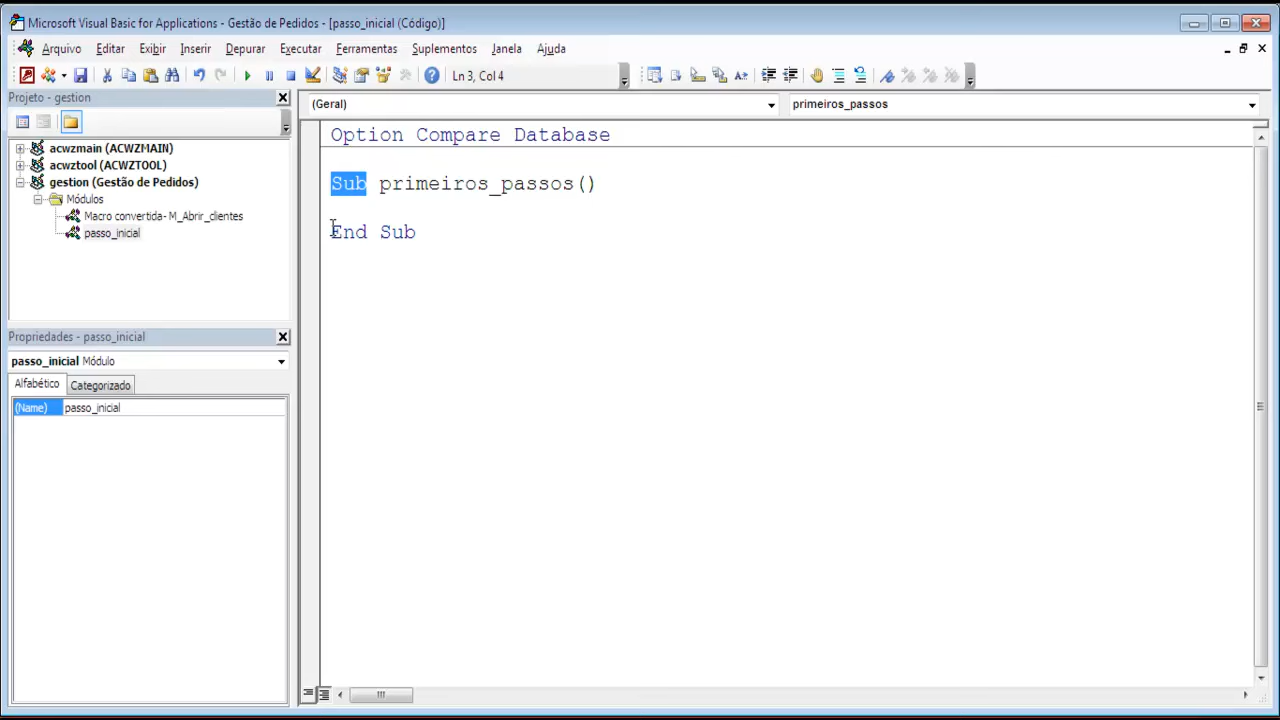 Microsoft Visual Basic for Applications - Gestão de Pedidos - [passo_inicial (Código)]
Arquivo Editar Exibir Inserir Depurar Executar Ferramentas Suplementos Janela Ajuda
Ln 3, Col 4
Projeto - gestion
(Geral) primeiros_passos
acwzmain (ACWZMAIN)
acwztool (ACWZTOOL)
gestion (Gestão de Pedidos)
Módulos
Macro convertida- M_Abrir_clientes
passo_inicial
Option Compare Database
Sub primeiros_passos()
End Sub
Propriedades - passo_inicial
passo_inicial Módulo
Alfabético Categorizado
(Name) passo_inicial